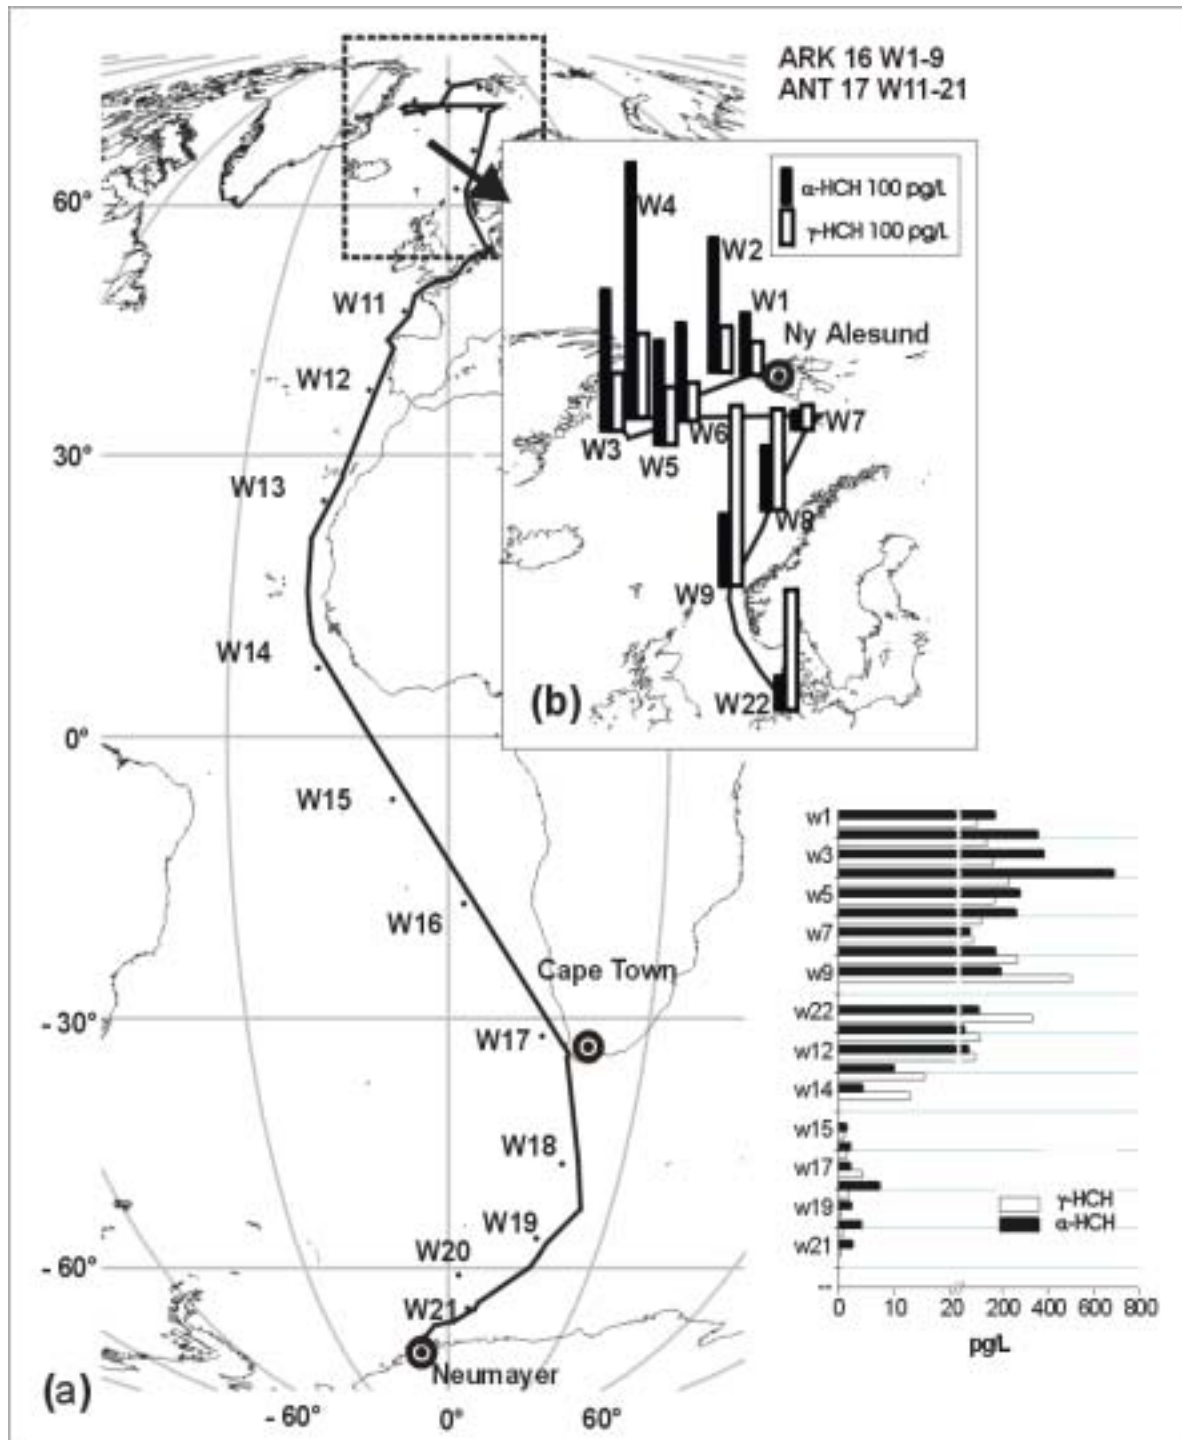 ARK 16 W1-9
ANT 17 W11-21
α-HCH 100 pg/L
γ-HCH 100 pg/L
W4
W2
W1
Ny Alesund
W3
W5
W6
W7
W8
W9
W22
(b)
60°
W11
W12
30°
W13
W14
0°
W15
W16
Cape Town
- 30°
W17
W18
W19
W20
- 60°
W21
Neumayer
(a)
- 60°
0°
60°
w1
w3
w5
w7
w9
w22
w12
w14
w15
w17
w19
w21
--
γ-HCH
α-HCH
0 10 20 200 400 600 800
pg/L